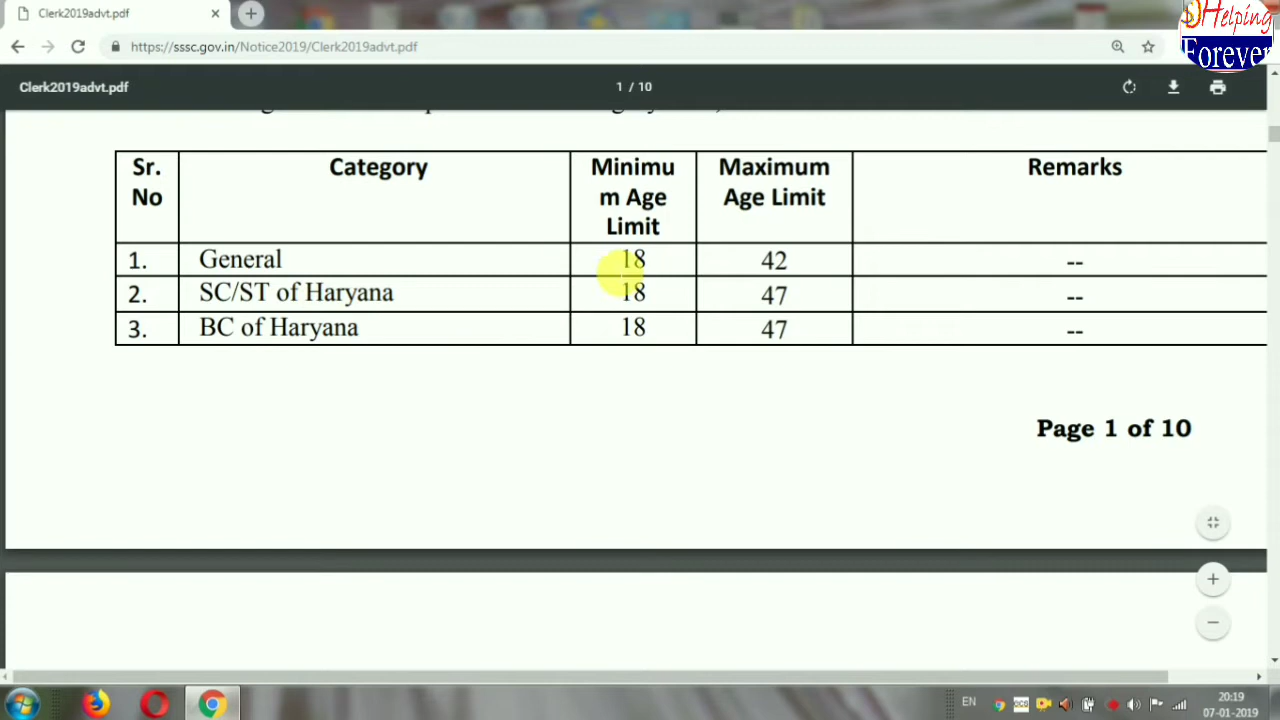 Clerk2019advt.pdf
https://sssc.gov.in/Notice2019/Clerk2019advt.pdf
Helping
Forever
Clerk2019advt.pdf
1 / 10
Sr. No Category Minimu m Age Limit Maximum Age Limit Remarks
1. General 18 42 --
2. SC/ST of Haryana 18 47 --
3. BC of Haryana 18 47 --
Page 1 of 10
EN
20:19
07-01-2019